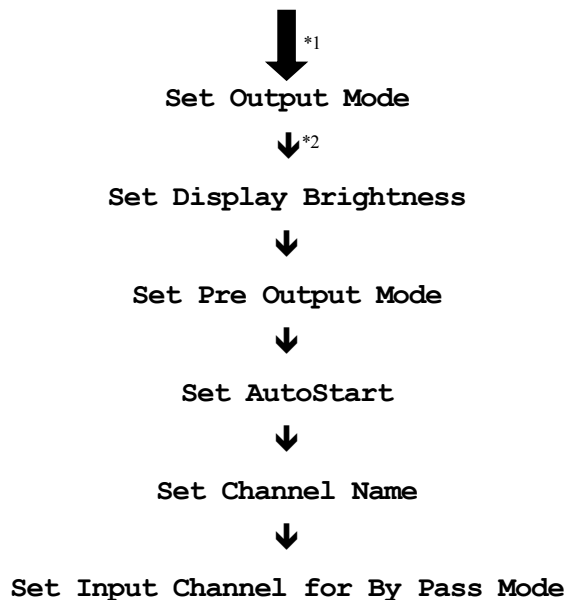 *1
Set Output Mode
*2
Set Display Brightness
Set Pre Output Mode
Set AutoStart
Set Channel Name
Set Input Channel for By Pass Mode